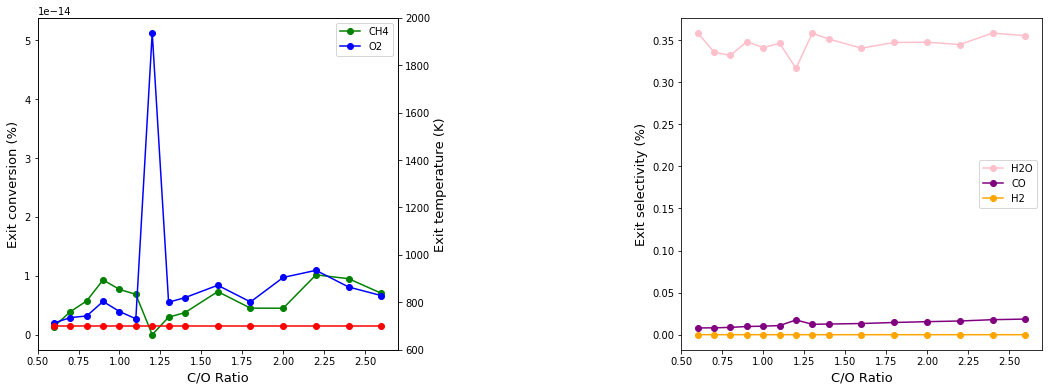 1e−14
CH4
O2
5
4
3
2
1
0
Exit conversion (%)
2000
1800
1600
1400
1200
1000
800
600
Exit temperature (K)
0.50 0.75 1.00 1.25 1.50 1.75 2.00 2.25 2.50
C/O Ratio
0.35
0.30
0.25
0.20
0.15
0.10
0.05
0.00
Exit selectivity (%)
H2O
CO
H2
0.50 0.75 1.00 1.25 1.50 1.75 2.00 2.25 2.50
C/O Ratio